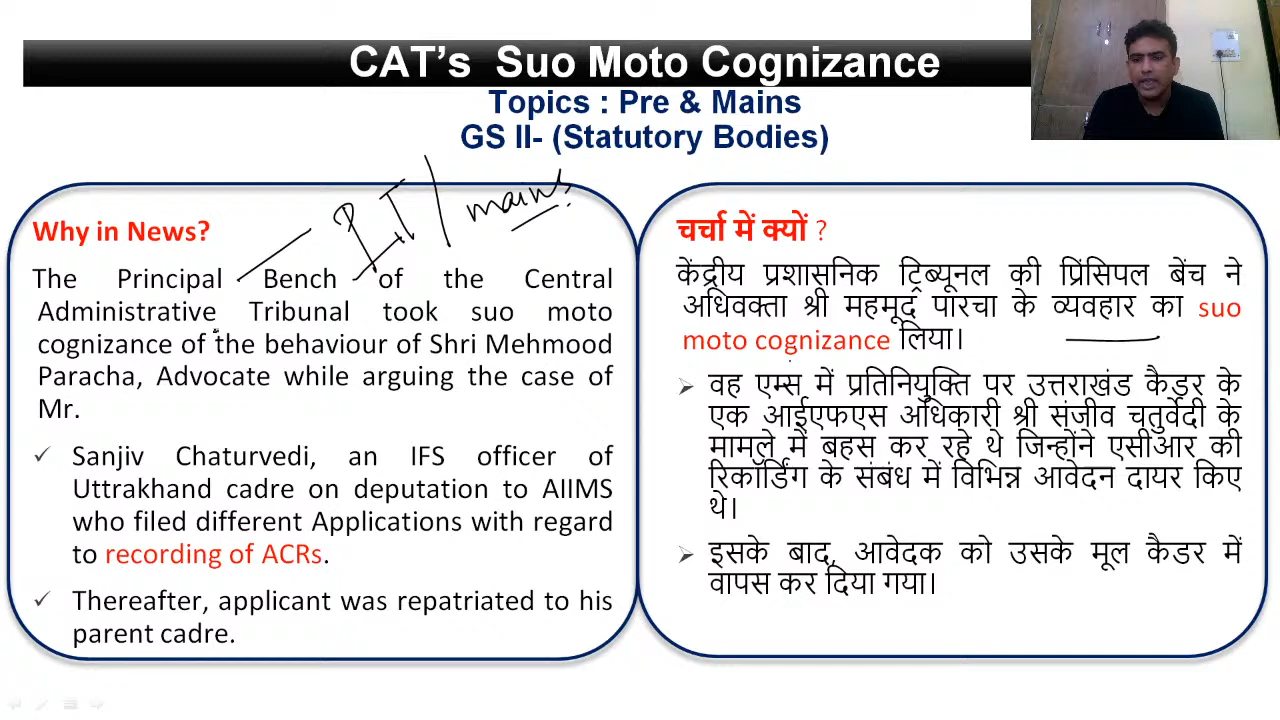 CAT's Suo Moto Cognizance
Topics : Pre & Mains
GS II- (Statutory Bodies)
P.T / mains
Why in News?
The Principal Bench of the Central
Administrative Tribunal took suo moto
cognizance of the behaviour of Shri Mehmood
Paracha, Advocate while arguing the case of
Mr.
✓ Sanjiv Chaturvedi, an IFS officer of
Uttrakhand cadre on deputation to AIIMS
who filed different Applications with regard
to recording of ACRs.
✓ Thereafter, applicant was repatriated to his
parent cadre.
चर्चा में क्यों ?
केंद्रीय प्रशासनिक ट्रिब्यूनल की प्रिंसिपल बेंच ने
अधिवक्ता श्री महमूद पारचा के व्यवहार का suo
moto cognizance लिया।
➢ वह एम्स में प्रतिनियुक्ति पर उत्तराखंड कैडर के
एक आईएफएस अधिकारी श्री संजीव चतुर्वेदी के
मामले में बहस कर रहे थे जिन्होंने एसीआर की
रिकॉर्डिंग के संबंध में विभिन्न आवेदन दायर किए
थे।
➢ इसके बाद, आवेदक को उसके मूल कैडर में
वापस कर दिया गया।